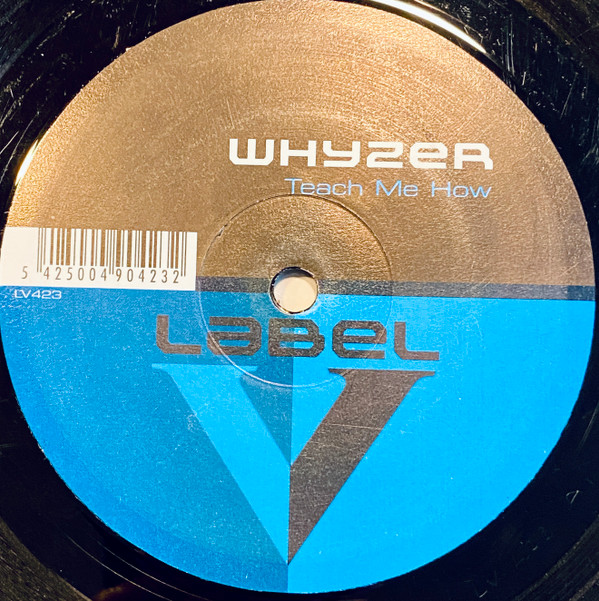 WHYZER
Teach Me How
5 425004 904232
LV423
LABEL
V